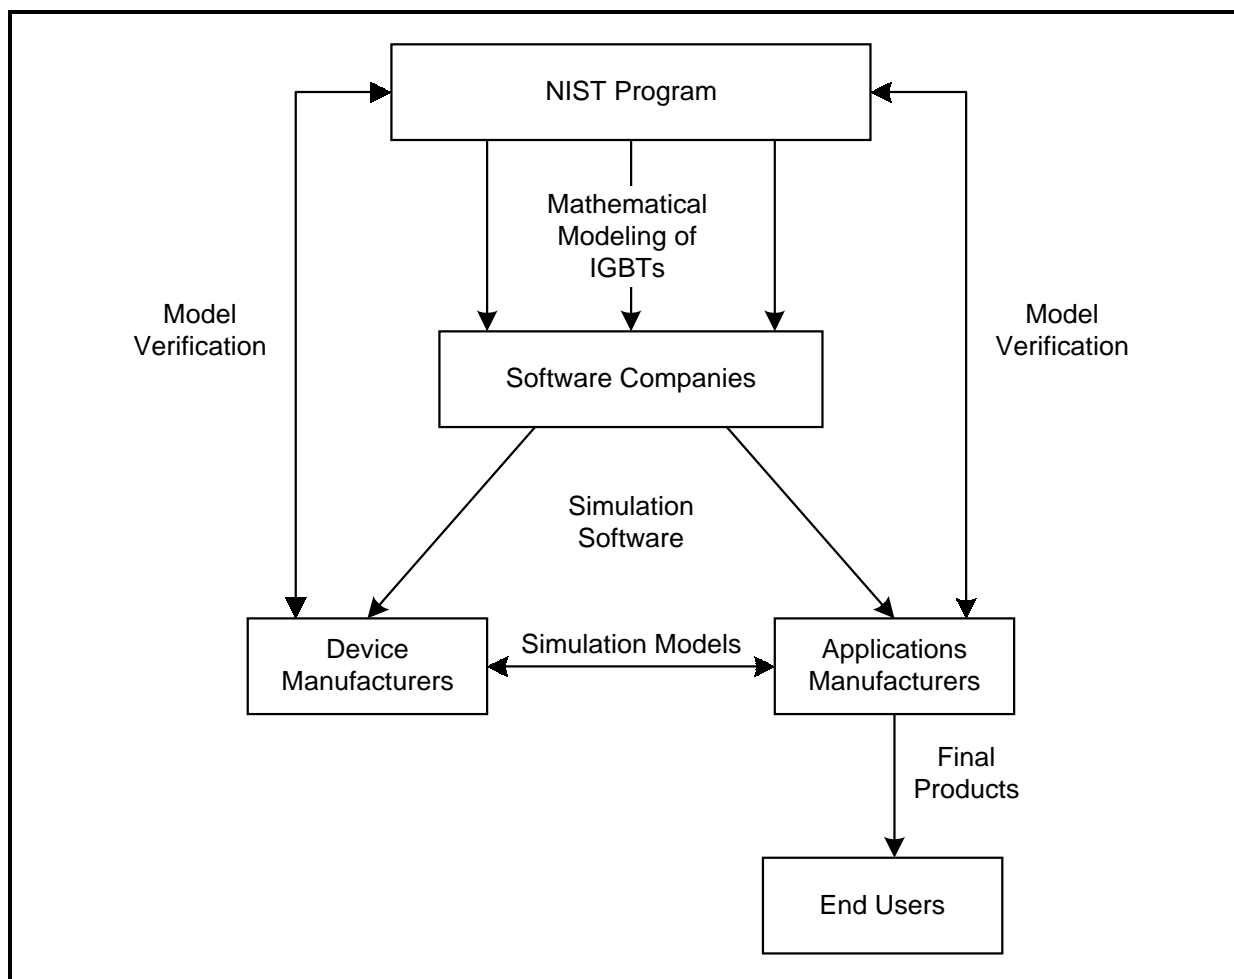 NIST Program
Mathematical
Modeling of
IGBTs
Model
Verification
Model
Verification
Software Companies
Simulation
Software
Device
Manufacturers
Simulation Models
Applications
Manufacturers
Final
Products
End Users